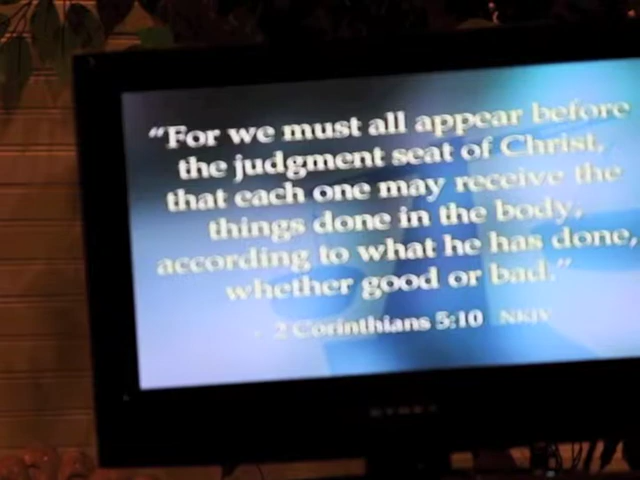 “For we must all appear before
the judgment seat of Christ,
that each one may receive the
things done in the body,
according to what he has done,
whether good or bad.”
2 Corinthians 5:10 NKJV